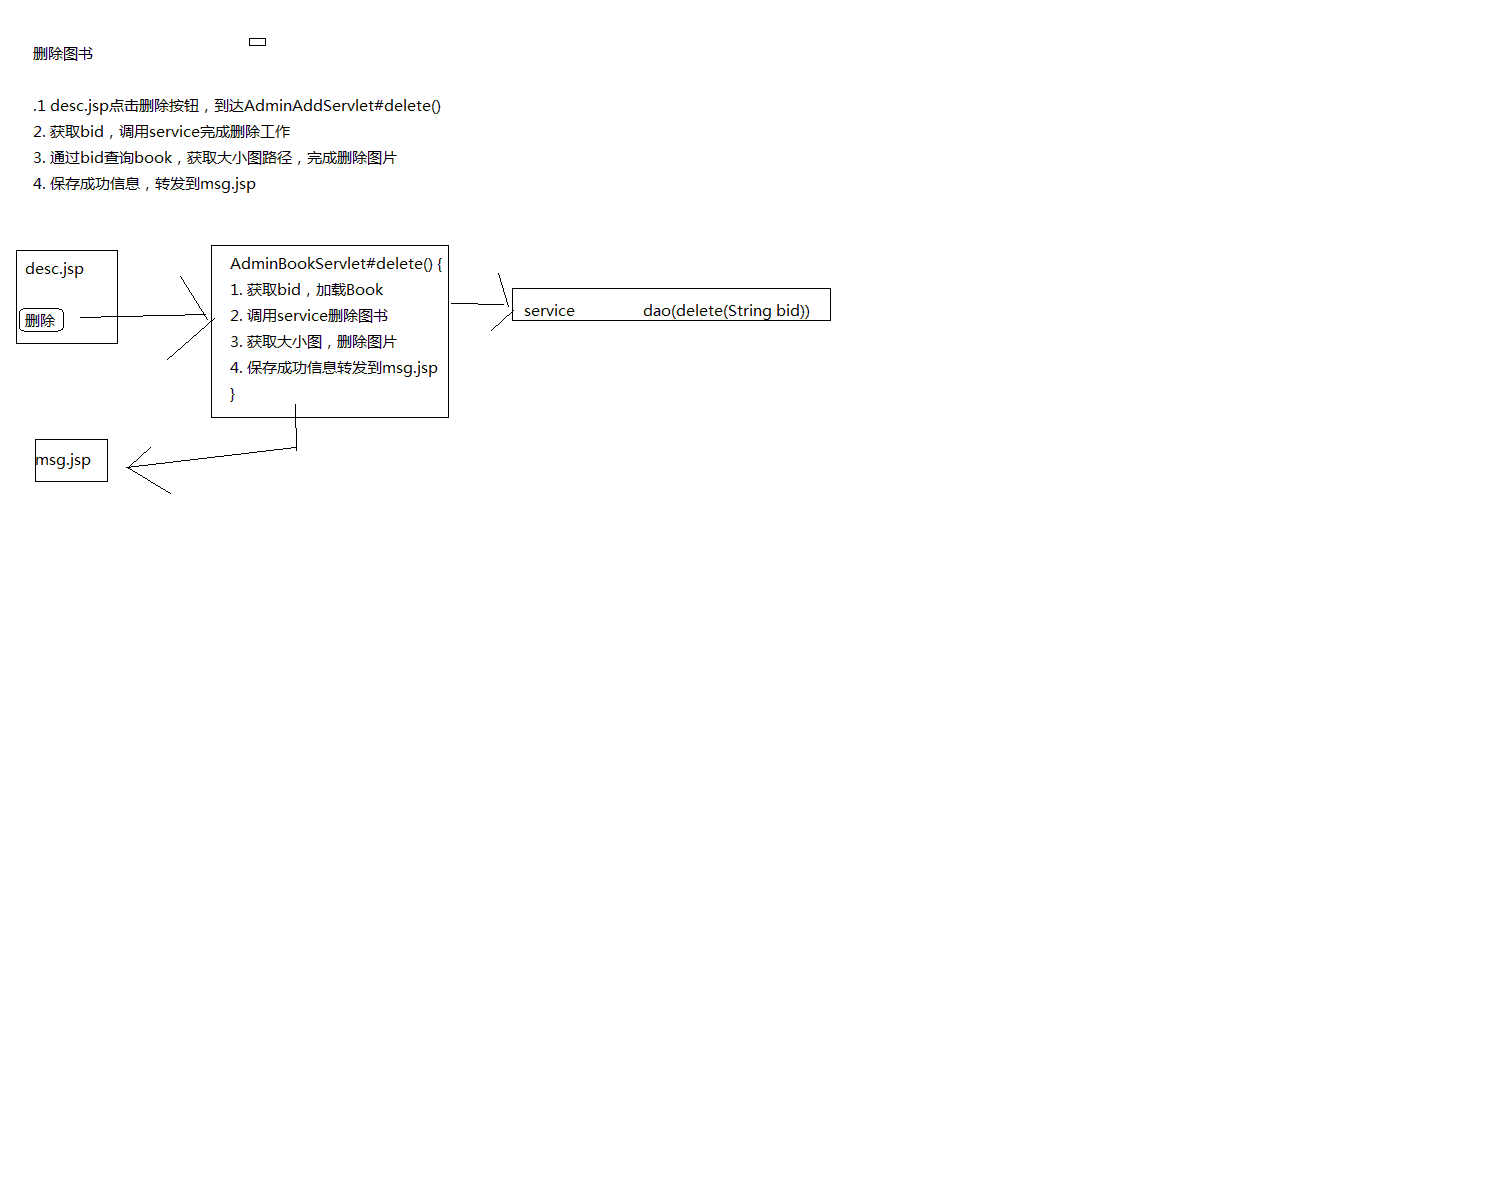 删除图书
.1 desc.jsp点击删除按钮，到达AdminAddServlet#delete()
2. 获取bid，调用service完成删除工作
3. 通过bid查询book，获取大小图路径，完成删除图片
4. 保存成功信息，转发到msg.jsp
desc.jsp
删除
AdminBookServlet#delete() {
1. 获取bid，加载Book
2. 调用service删除图书
3. 获取大小图，删除图片
4. 保存成功信息转发到msg.jsp
}
service dao(delete(String bid))
msg.jsp